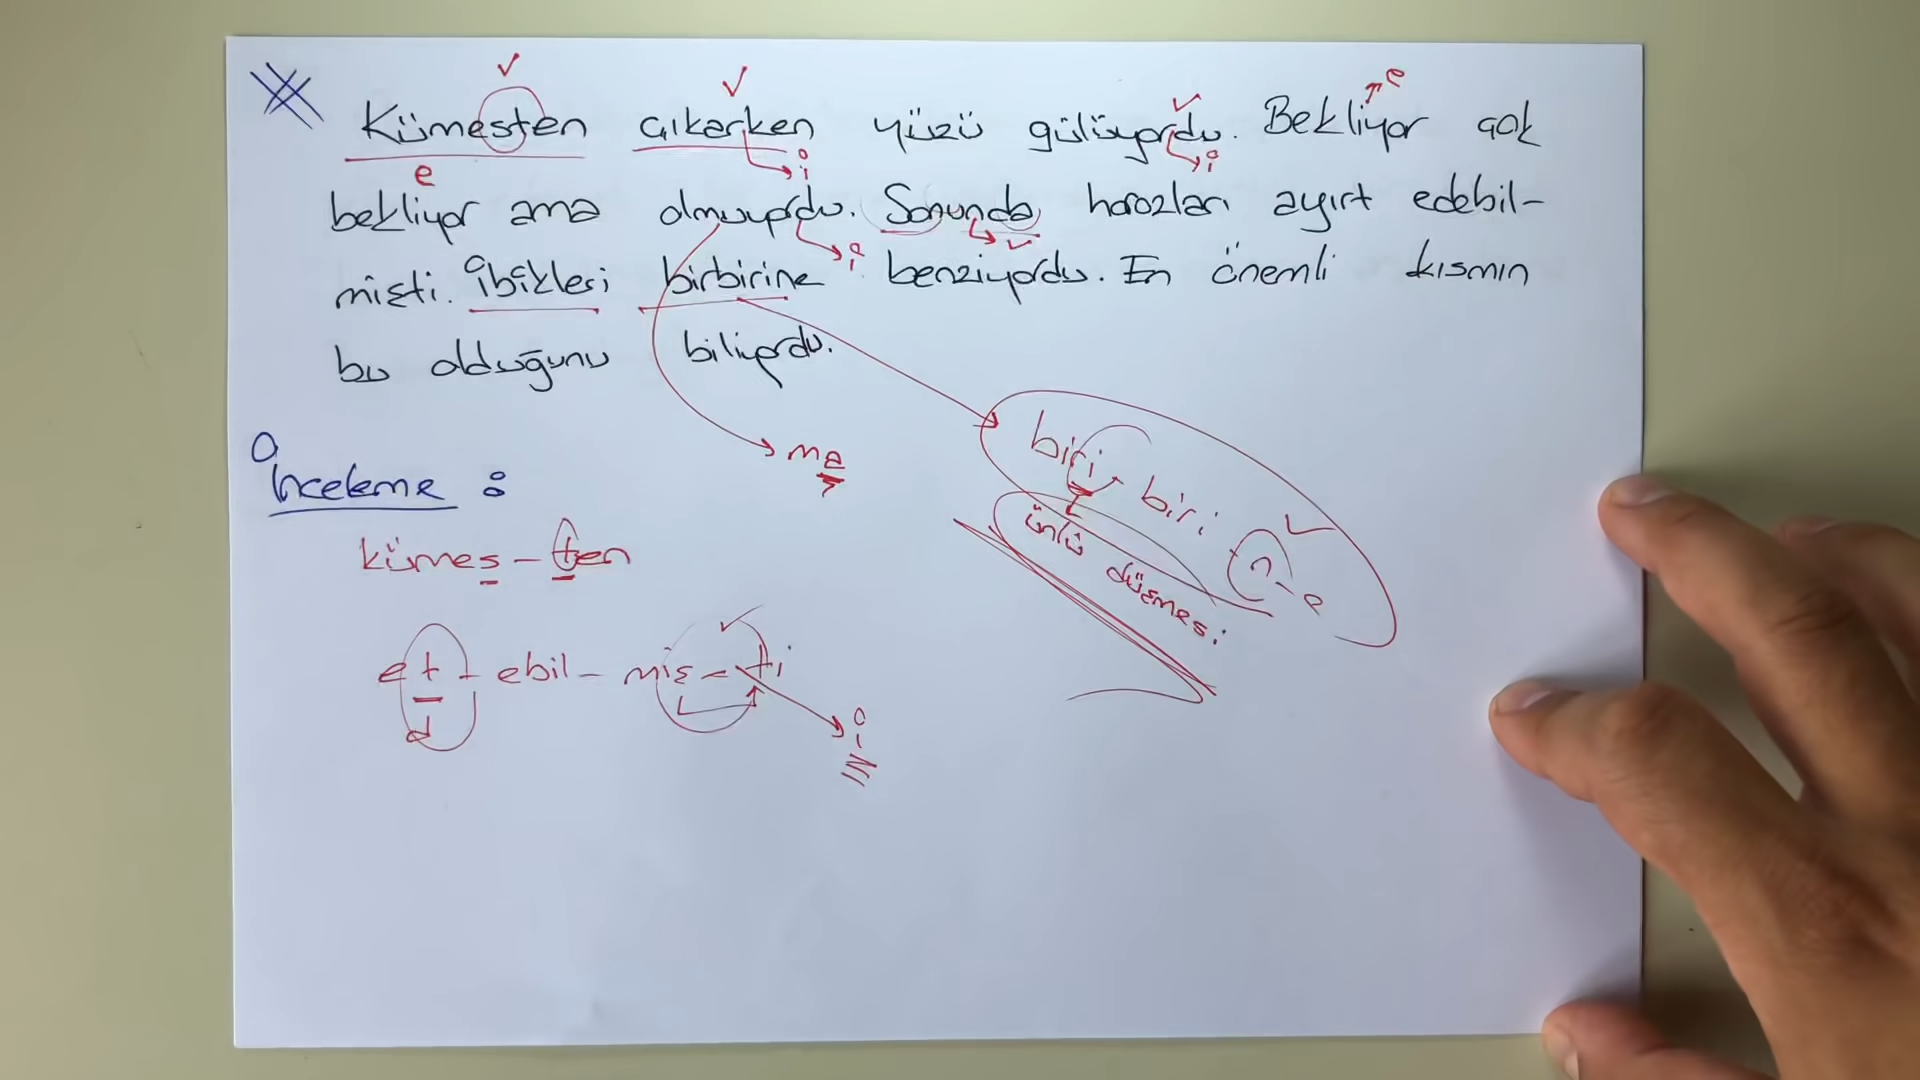 Kümesten çıkarken yüzü gülüyordu. Bekliyor çok
bekliyor ama olmuyordu. Sonunda horozları ayırt edebil-
mişti. İbikleri birbirine benziyordu. En önemli kısmın
bu olduğunu biliyordu.
e
i
i
e
i
ma
biri biri n-e
ünlü düşmesi
İnceleme :
kümes - ten
et - ebil - miş - ti
d
i